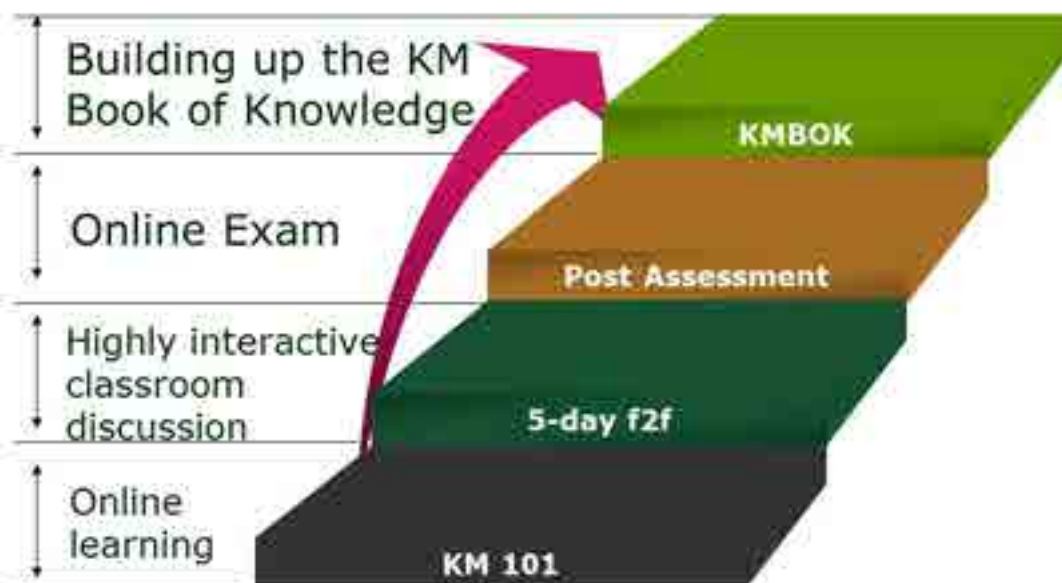 Building up the KM
Book of Knowledge
KMBOK
Online Exam
Post Assessment
Highly interactive
classroom
discussion
5-day f2f
Online
learning
KM 101